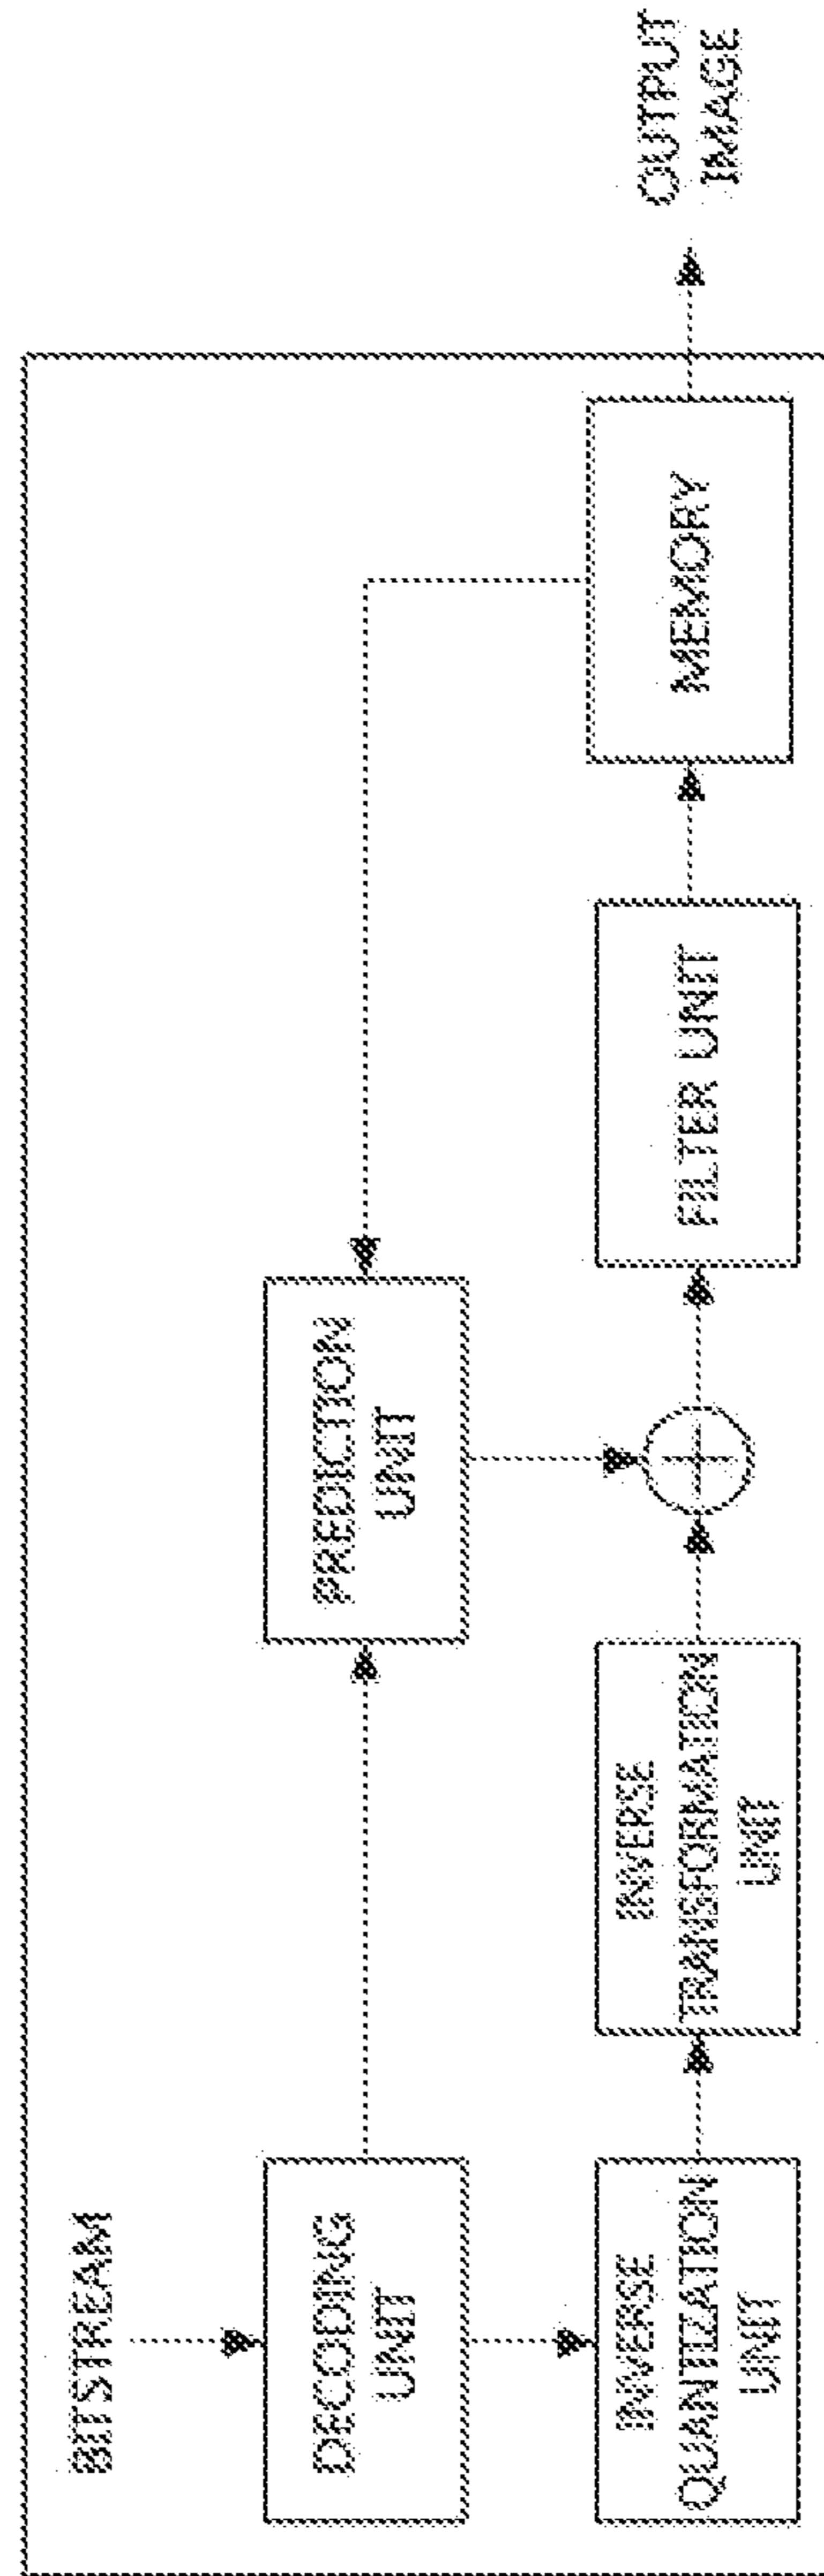 BITSTREAM
DECODING
UNIT
PREDICTION
UNIT
INVERSE
QUANTIZATION
UNIT
INVERSE
TRANSFORMATION
UNIT
FILTER UNIT
MEMORY
OUTPUT
IMAGE